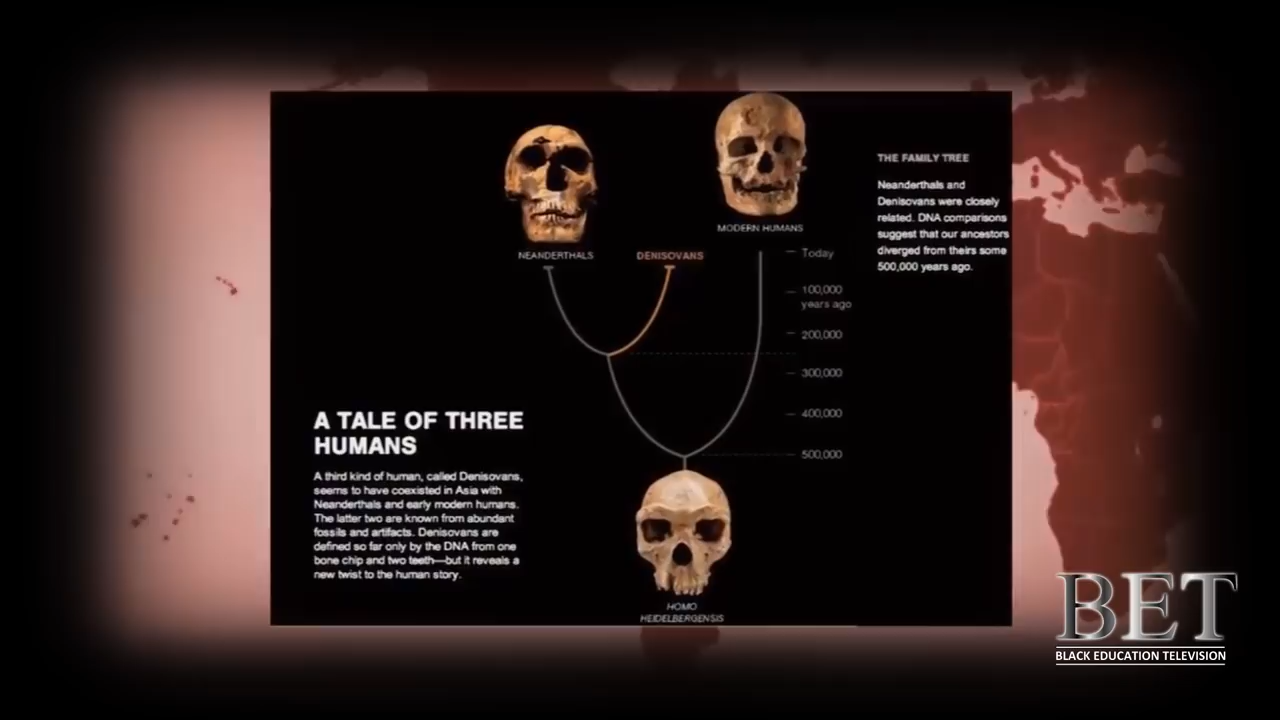 MODERN HUMANS
NEANDERTHALS
DENISOVANS
Today
100,000
years ago
200,000
300,000
400,000
500,000
THE FAMILY TREE
Neanderthals and
Denisovans were closely
related. DNA comparisons
suggest that our ancestors
diverged from theirs some
500,000 years ago.
A TALE OF THREE
HUMANS
A third kind of human, called Denisovans,
seems to have coexisted in Asia with
Neanderthals and early modern humans.
The latter two are known from abundant
fossils and artifacts. Denisovans are
defined so far only by the DNA from one
bone chip and two teeth—but it reveals a
new twist to the human story.
HOMO
HEIDELBERGENSIS
BET
BLACK EDUCATION TELEVISION